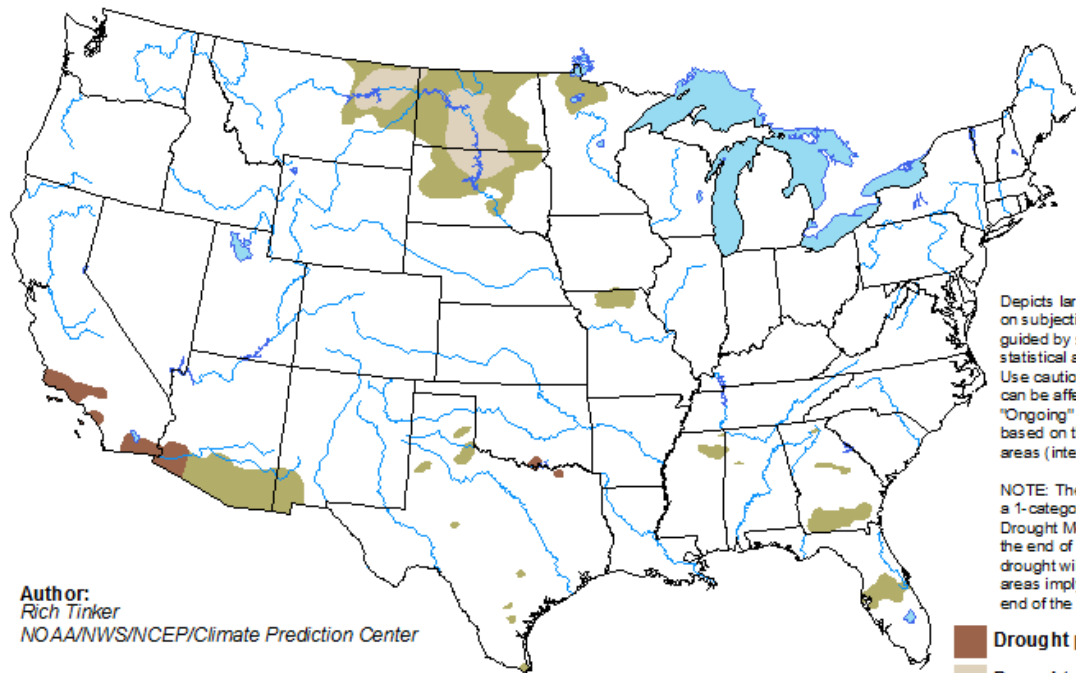 Depicts lar
on subjecti
guided by s
statistical a
Use cautio
can be affe
"Ongoing"
based on t
areas (inte
NOTE: The
a 1-catego
Drought M
the end of
drought wi
areas impl
end of the
Author:
Rich Tinker
NOAA/NWS/NCEP/Climate Prediction Center
Drought p